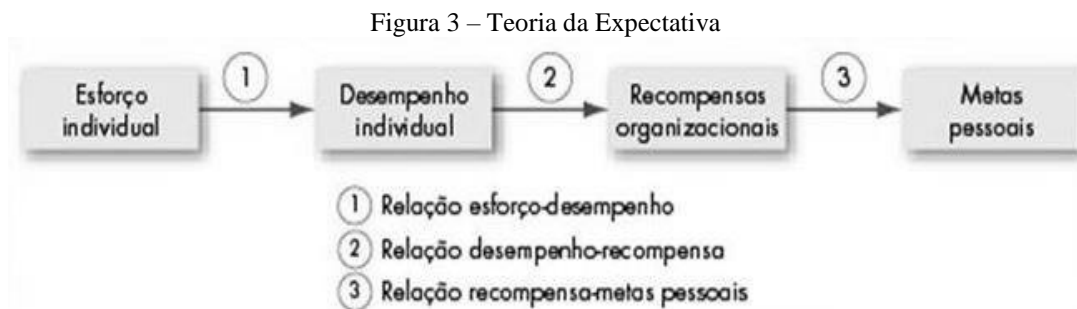 Figura 3 – Teoria da Expectativa
1
2
3
Esforço
individual
Desempenho
individual
Recompensas
organizacionais
Metas
pessoais
1 Relação esforço-desempenho
2 Relação desempenho-recompensa
3 Relação recompensa-metas pessoais